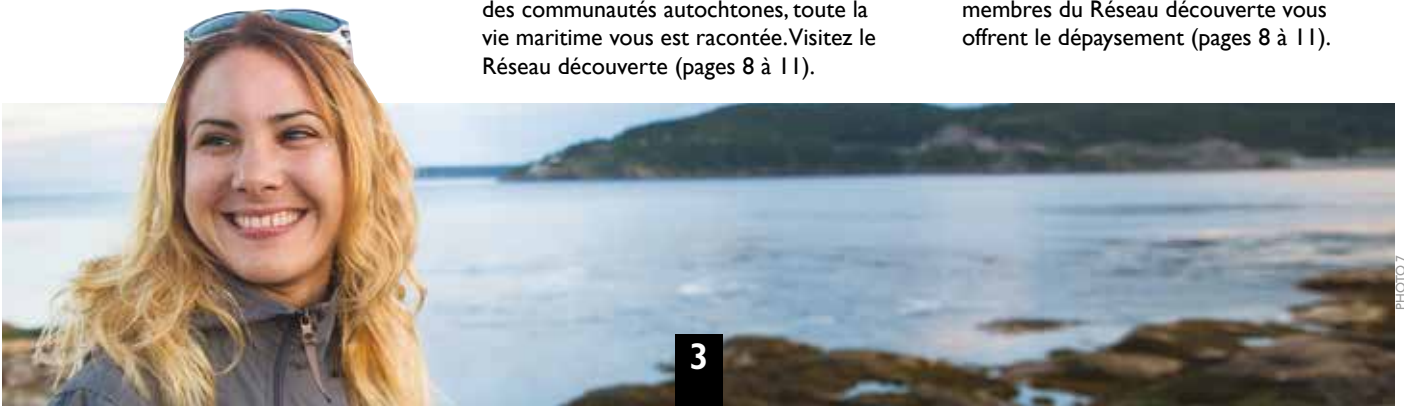 des communautés autochtones, toute la
vie maritime vous est racontée. Visitez le
Réseau découverte (pages 8 à 11).
membres du Réseau découverte vous
offrent le dépaysement (pages 8 à 11).
PHOTO 7
3